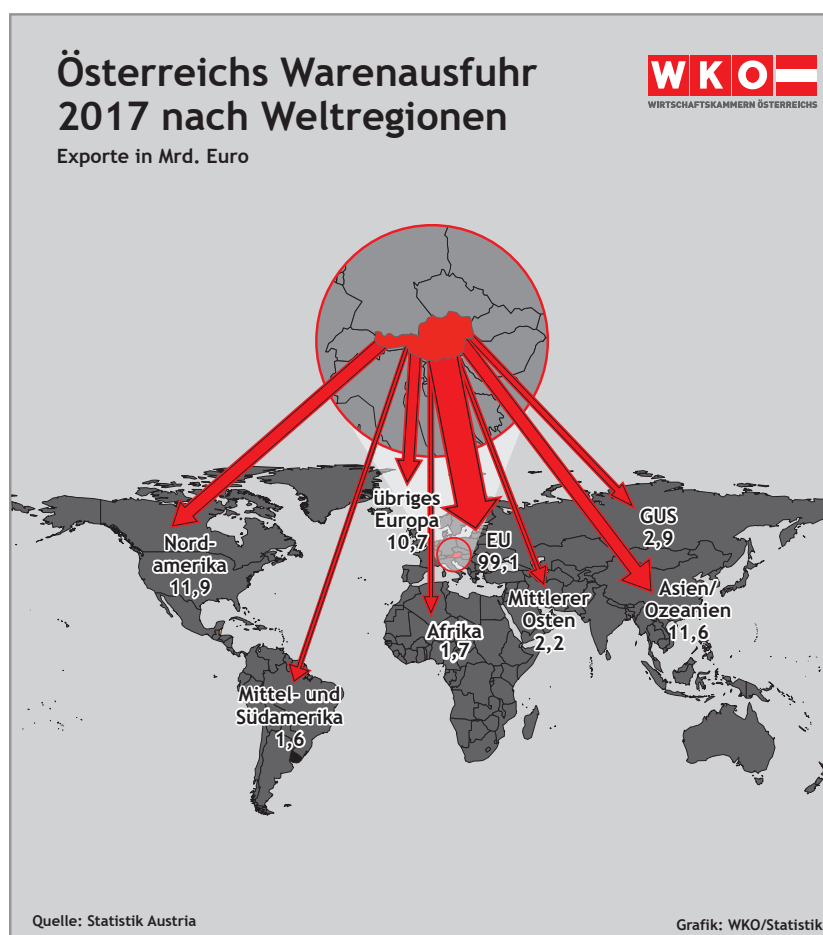 Österreichs Warenausfuhr
2017 nach Weltregionen
Exporte in Mrd. Euro
WKO
WIRTSCHAFTSKAMMERN ÖSTERREICHS
übriges
Europa
10,7
EU
99,1
GUS
2,9
Nord-
amerika
11,9
Mittlerer
Osten
2,2
Asien/
Ozeanien
11,6
Afrika
1,7
Mittel- und
Südamerika
1,6
Quelle: Statistik Austria
Grafik: WKO/Statistik